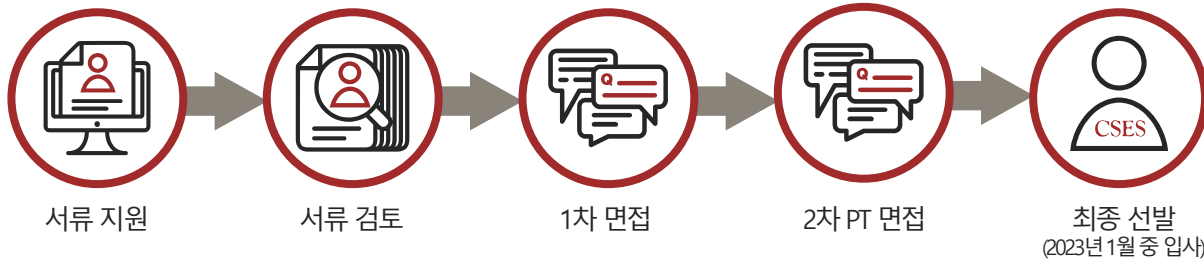 Q
Q
CSES
서류 지원
서류 검토
1차 면접
2차 PT 면접
최종 선발
(2023년 1월 중 입사)